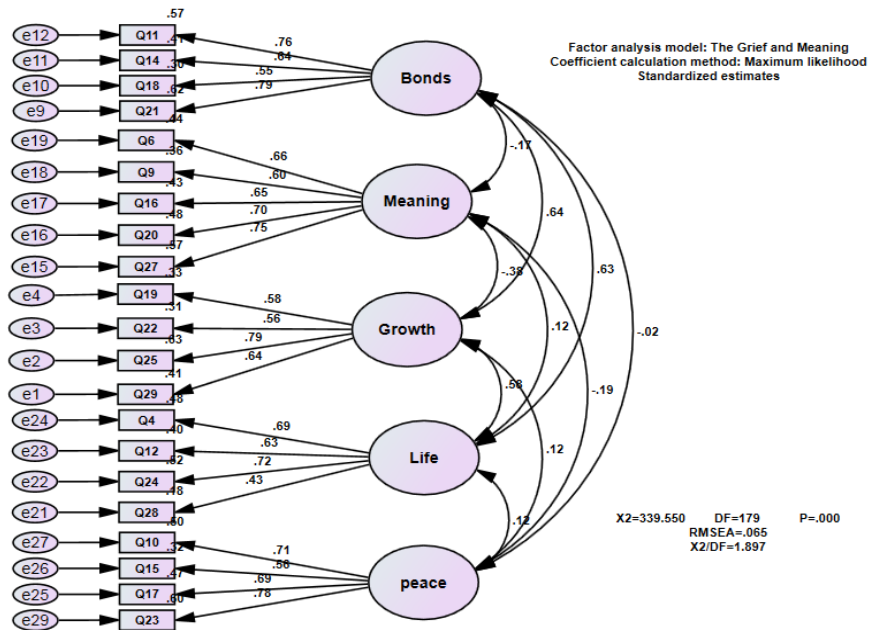 Factor analysis model: The Grief and Meaning
Coefficient calculation method: Maximum likelihood
Standardized estimates
.57
e12 Q11 .76
.41
e11 Q14 .64
.30
e10 Q18 .55
.62
e9 Q21 .79
Bonds
.44
e19 Q6 .66
.36
e18 Q9 .60
.43
e17 Q16 .65
.48
e16 Q20 .70
.57
e15 Q27 .75
Meaning
.33
e4 Q19 .58
.31
e3 Q22 .56
.63
e2 Q25 .79
.41
e1 Q29 .64
Growth
.48
e24 Q4 .69
.40
e23 Q12 .63
.52
e22 Q24 .72
.18
e21 Q28 .43
Life
.50
e27 Q10 .71
.32
e26 Q15 .56
.47
e25 Q17 .69
.60
e29 Q23 .78
peace
-.17
.64
-.38
.63
.12
-.02
.58
-.19
.12
.12
X2=339.550 DF=179 P=.000
RMSEA=.065
X2/DF=1.897